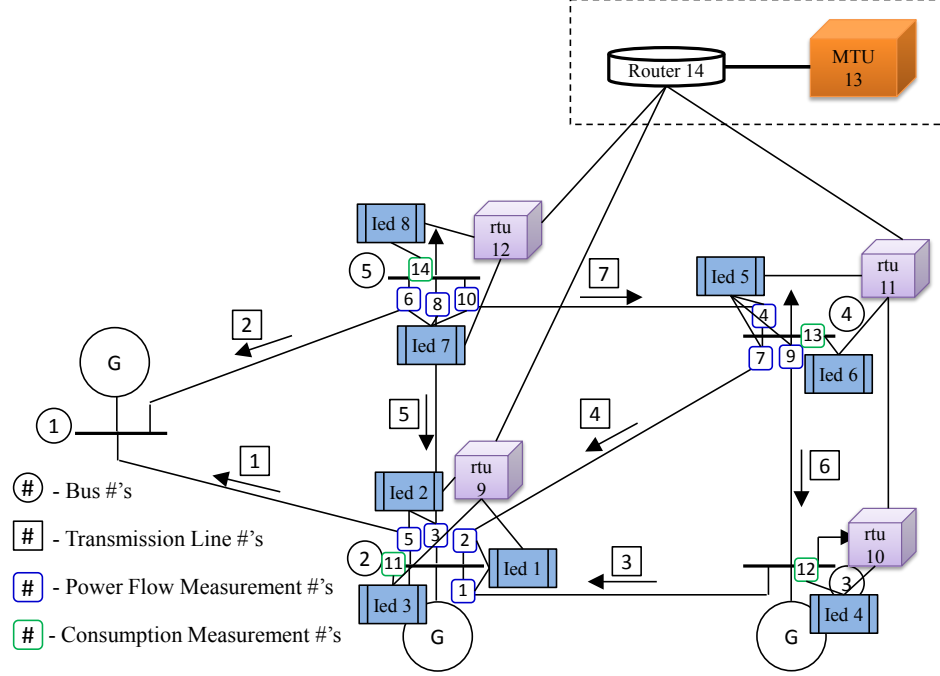 Router 14
MTU
13
Ied 8
rtu
12
5
14
6
8
10
Ied 7
7
Ied 5
rtu
11
4
4
13
7
9
Ied 6
2
G
1
5
4
6
1
Ied 2
rtu
9
5
3
2
2
11
1
Ied 1
Ied 3
G
3
rtu
10
12
3
Ied 4
G
# - Bus #'s
# - Transmission Line #'s
# - Power Flow Measurement #'s
# - Consumption Measurement #'s